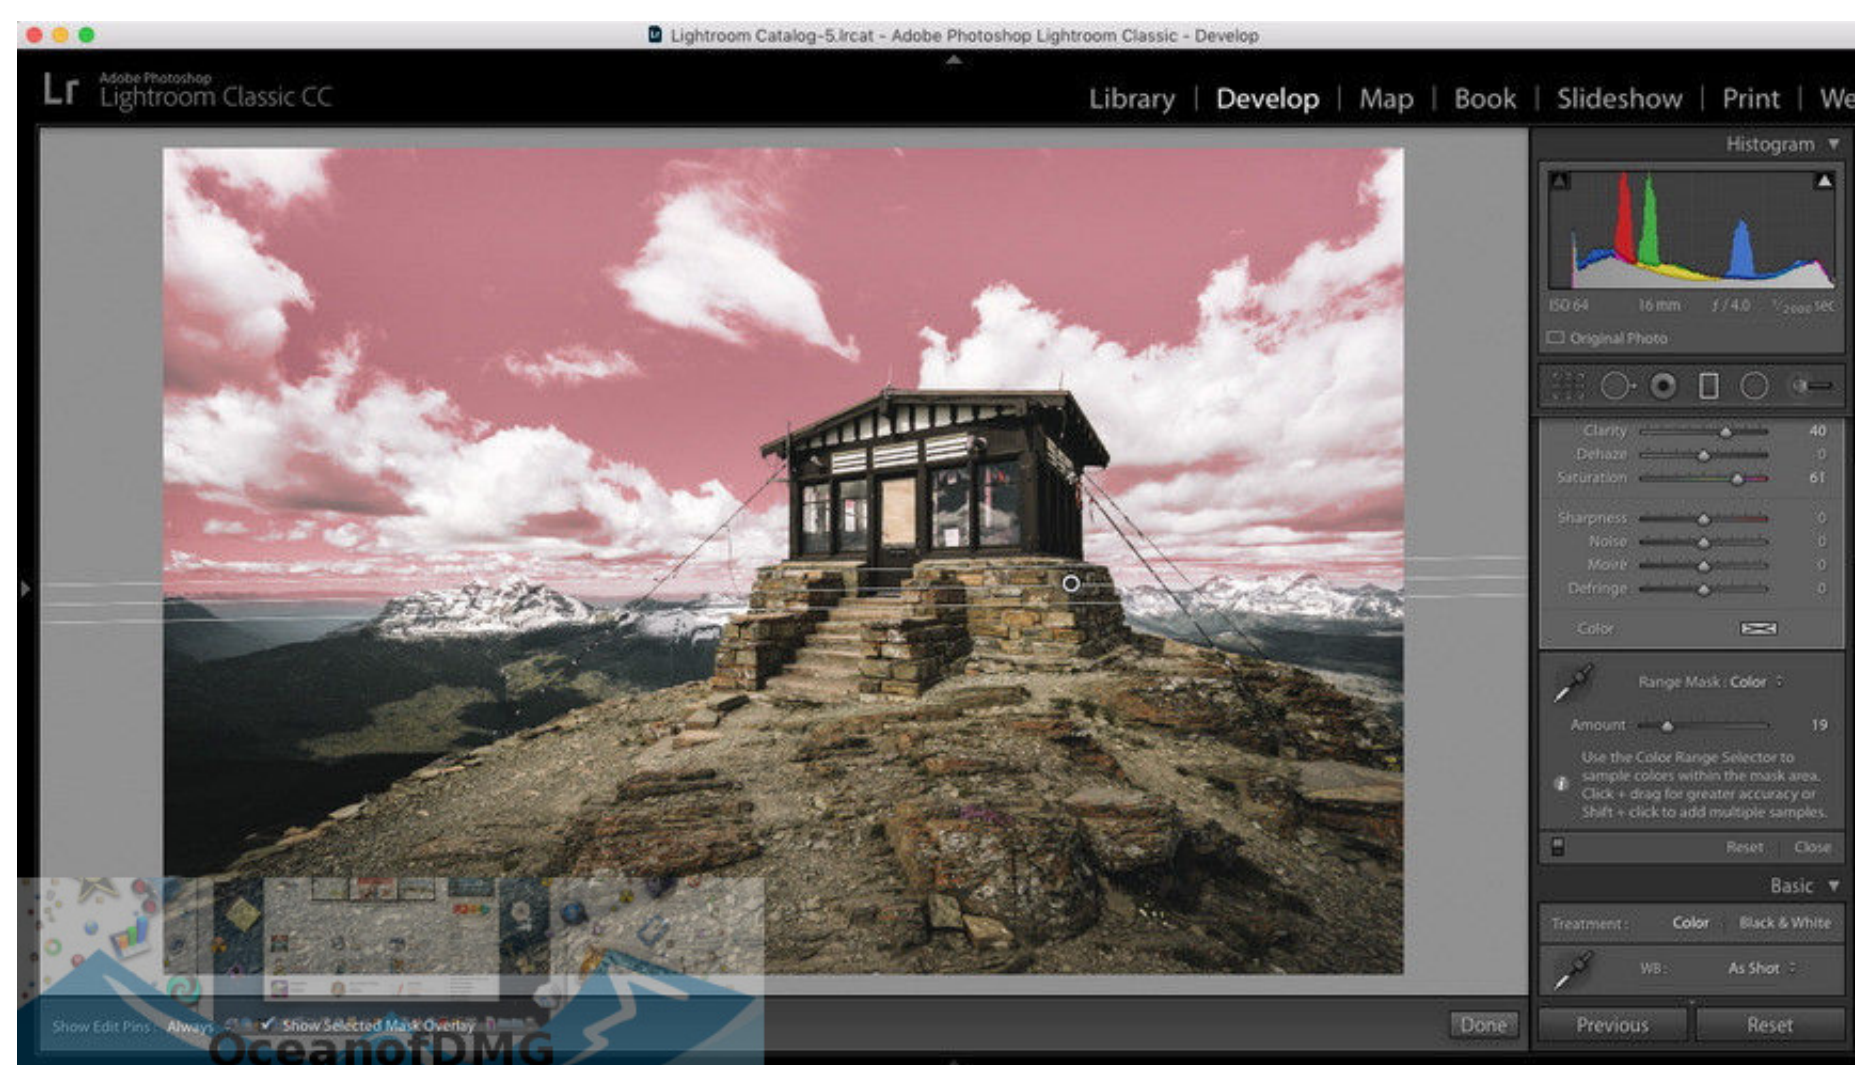 Lightroom Catalog-5.lrcat - Adobe Photoshop Lightroom Classic - Develop
Lr
Adobe Photoshop
Lightroom Classic CC
Library | Develop | Map | Book | Slideshow | Print | We
Histogram
ISO 64 16 mm f / 4.0 1/2000 sec
Original Photo
Clarity 40
Dehaze 0
Saturation 61
Sharpness 0
Noise 0
Moiré 0
Defringe 0
Color
Range Mask : Color
Amount 19
Use the Color Range Selector to
sample colors within the mask area.
Click + drag for greater accuracy or
Shift + click to add multiple samples.
Reset Close
Basic
Treatment : Color Black & White
WB: As Shot
Show Edit Pins : Always Show Selected Mask Overlay
Done
Previous Reset
OceanofDMG